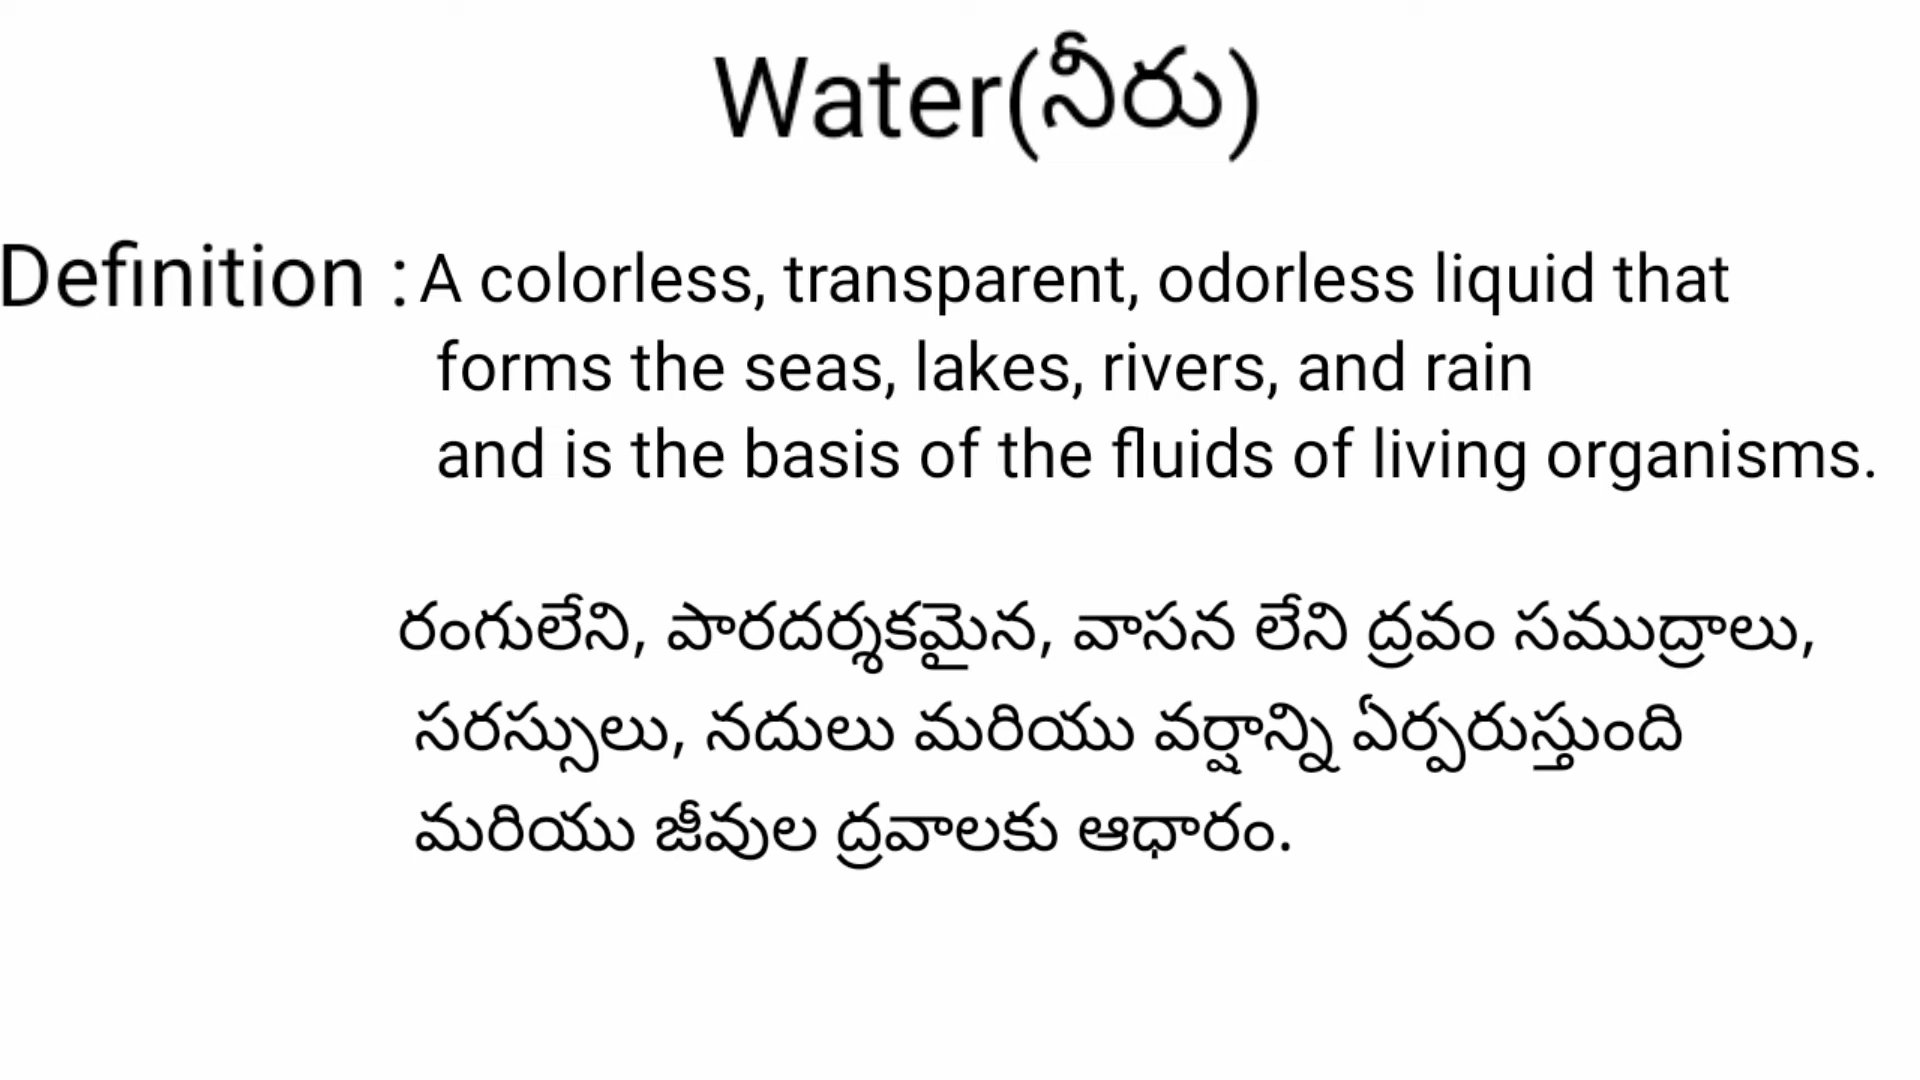 Water(నీరు)
Definition : A colorless, transparent, odorless liquid that
forms the seas, lakes, rivers, and rain
and is the basis of the fluids of living organisms.
రంగులేని, పారదర్శకమైన, వాసన లేని ద్రవం సముద్రాలు,
సరస్సులు, నదులు మరియు వర్షాన్ని ఏర్పరుస్తుంది
మరియు జీవుల ద్రవాలకు ఆధారం.